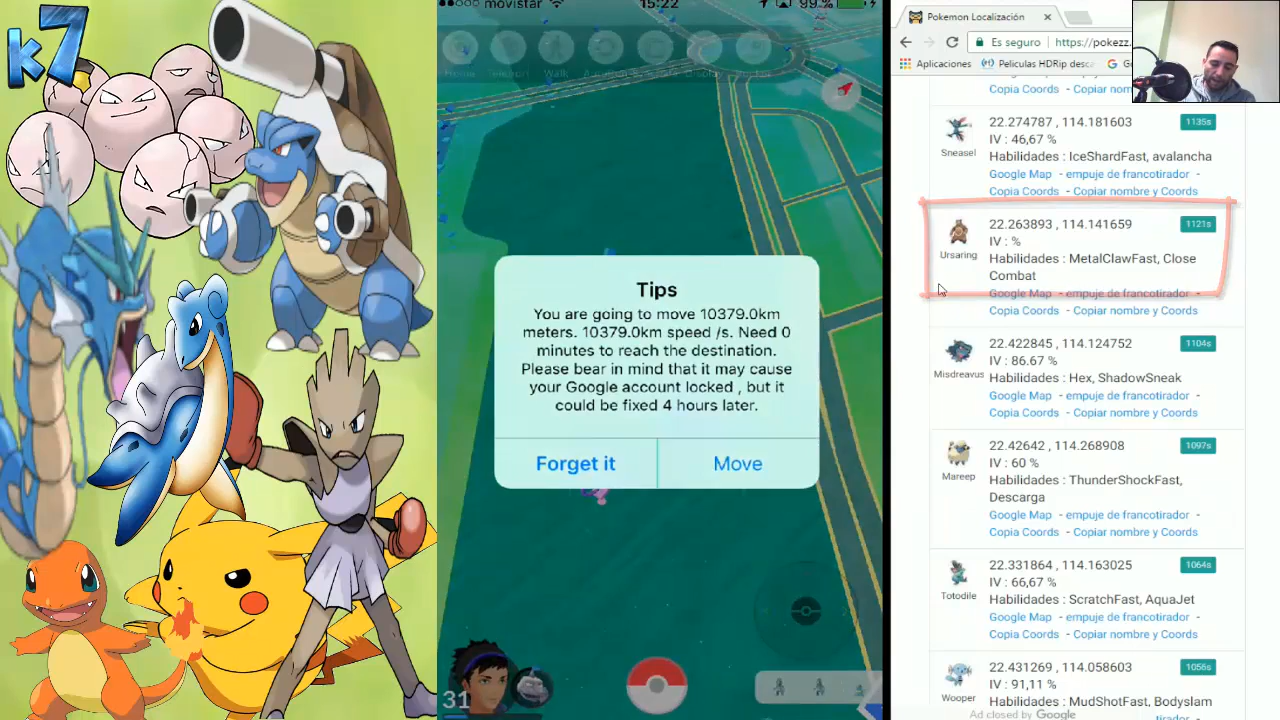 k7
movistar
15:22
99 %
Tips
You are going to move 10379.0km
meters. 10379.0km speed /s. Need 0
minutes to reach the destination.
Please bear in mind that it may cause
your Google account locked , but it
could be fixed 4 hours later.
Forget it
Move
31
Pokemon Localización
Es seguro
https://pokezz.
Aplicaciones
Peliculas HDRip desca
Copia Coords - Copiar nom
Sneasel
22.274787 , 114.181603
1135s
IV : 46,67 %
Habilidades : IceShardFast, avalancha
Google Map - empuje de francotirador -
Copia Coords - Copiar nombre y Coords
Ursaring
22.263893 , 114.141659
1121s
IV : %
Habilidades : MetalClawFast, Close
Combat
Google Map - empuje de francotirador -
Copia Coords - Copiar nombre y Coords
Misdreavus
22.422845 , 114.124752
1104s
IV : 86.67 %
Habilidades : Hex, ShadowSneak
Google Map - empuje de francotirador -
Copia Coords - Copiar nombre y Coords
Mareep
22.42642 , 114.268908
1097s
IV : 60 %
Habilidades : ThunderShockFast,
Descarga
Google Map - empuje de francotirador -
Copia Coords - Copiar nombre y Coords
Totodile
22.331864 , 114.163025
1064s
IV : 66,67 %
Habilidades : ScratchFast, AquaJet
Google Map - empuje de francotirador -
Copia Coords - Copiar nombre y Coords
Wooper
22.431269 , 114.058603
1056s
IV : 91,11 %
Habilidades : MudShotFast, Bodyslam
tirador -
Ad closed by Google